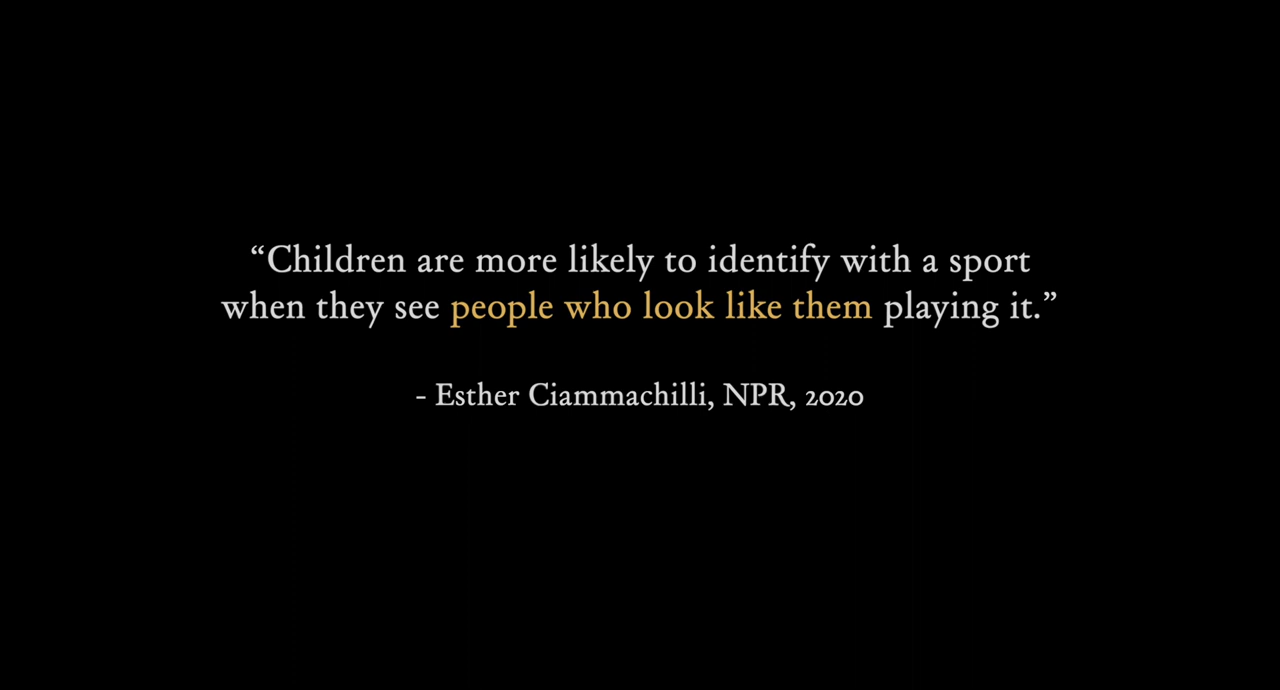 “Children are more likely to identify with a sport
when they see people who look like them playing it.”
- Esther Ciammachilli, NPR, 2020